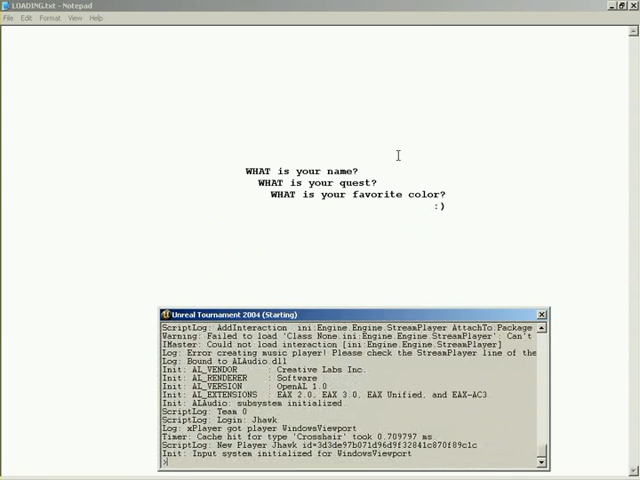 LOADING.txt - Notepad
File Edit Format View Help
WHAT is your name?
WHAT is your quest?
WHAT is your favorite color?
:)
Unreal Tournament 2004 (Starting)
ScriptLog: AddInteraction ini:Engine.Engine.StreamPlayer AttachTo:Package
Warning: Failed to load 'Class None.ini:Engine.Engine.StreamPlayer' Can't
IMaster: Could not load interaction [ini:Engine.Engine.StreamPlayer]
Log: Error creating music player! Please check the StreamPlayer line of the
Log: Bound to ALAudio.dll
Init: AL_VENDOR : Creative Labs Inc.
Init: AL_RENDERER : Software
Init: AL_VERSION : OpenAL 1.0
Init: AL_EXTENSIONS : EAX 2.0, EAX 3.0, EAX Unified, and EAX-AC3
Init: ALAudio: subsystem initialized.
ScriptLog: Team 0
ScriptLog: Login: Jhawk
Log: xPlayer got player WindowsViewport
Timer: Cache hit for type 'Crosshair' took 0.709797 ms
ScriptLog: New Player Jhawk id=3d3de97b071d96d9f32841c870f89c1c
Init: Input system initialized for WindowsViewport
>